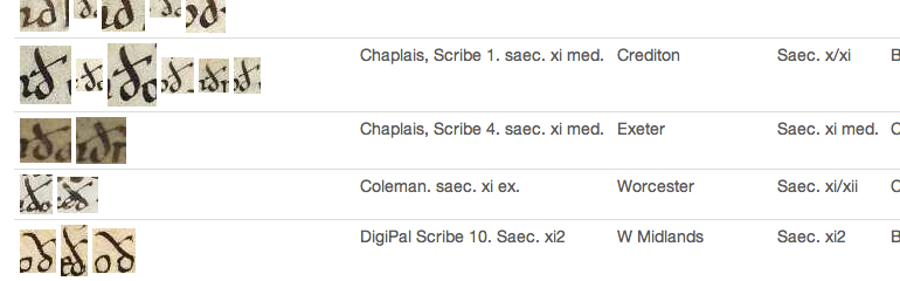 Chaplais, Scribe 1. saec. xi med. Crediton Saec. x/xi B
Chaplais, Scribe 4. saec. xi med. Exeter Saec. xi med. C
Coleman. saec. xi ex. Worcester Saec. xi/xii C
DigiPal Scribe 10. Saec. xi2 W Midlands Saec. xi2 B